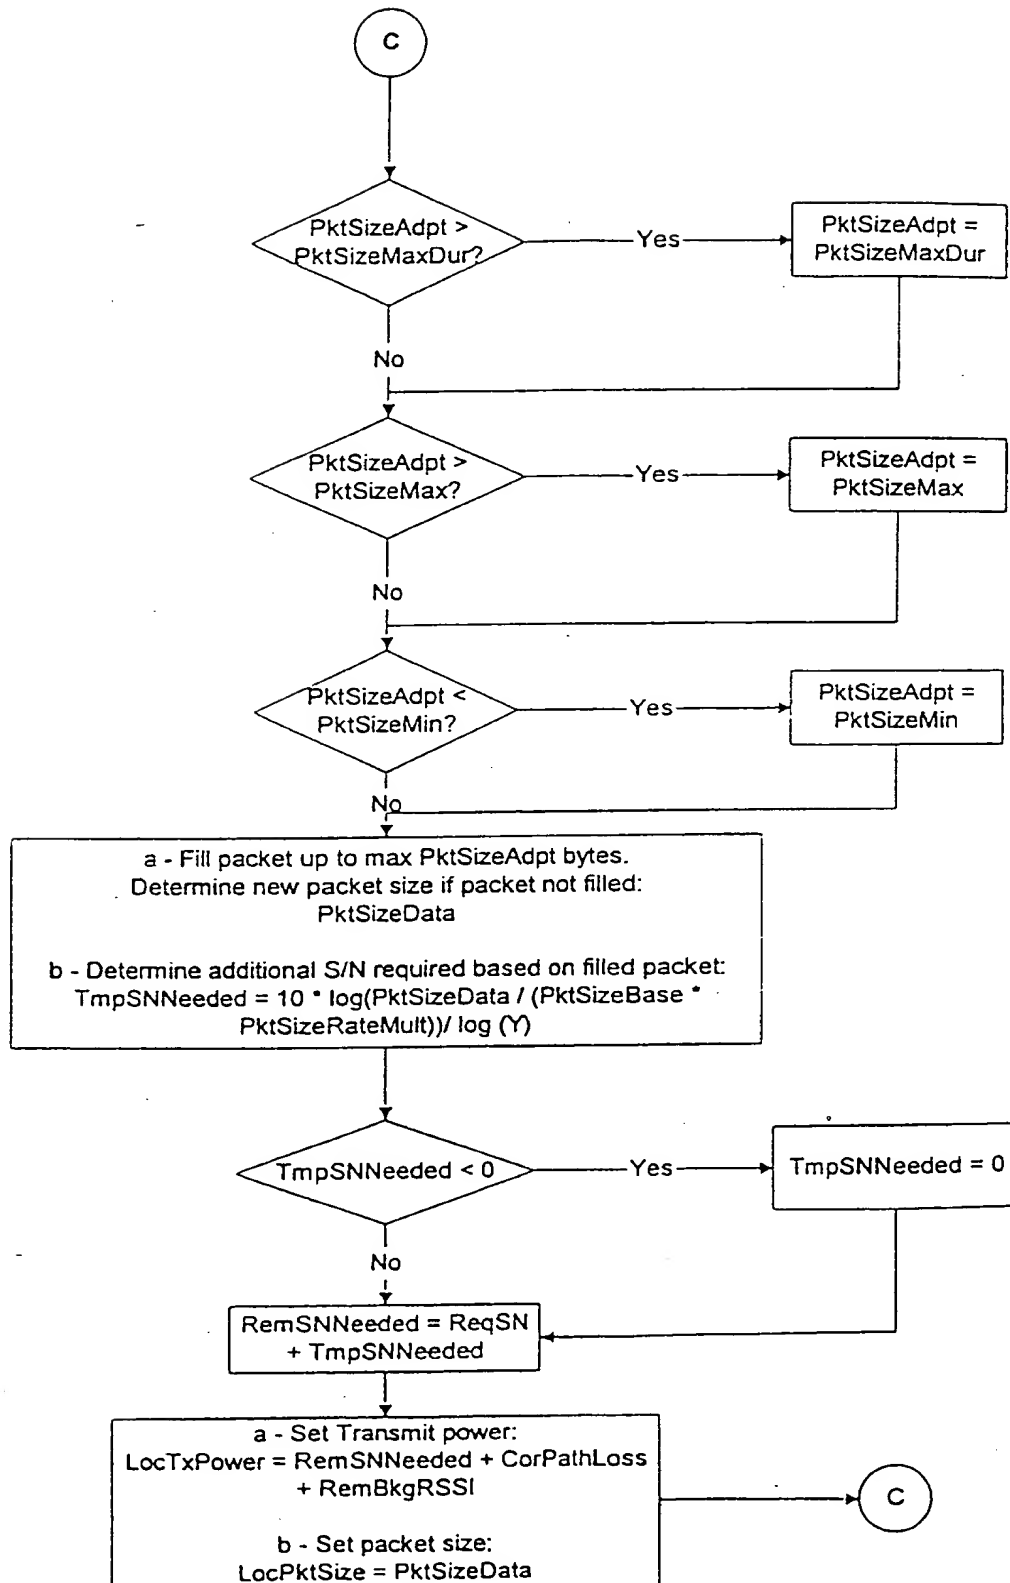 C
PktSizeAdpt >
PktSizeMaxDur?
Yes
PktSizeAdpt =
PktSizeMaxDur
No
PktSizeAdpt >
PktSizeMax?
Yes
PktSizeAdpt =
PktSizeMax
No
PktSizeAdpt <
PktSizeMin?
Yes
PktSizeAdpt =
PktSizeMin
No
a - Fill packet up to max PktSizeAdpt bytes.
Determine new packet size if packet not filled:
PktSizeData
b - Determine additional S/N required based on filled packet:
TmpSNNeeded = 10 * log(PktSizeData / (PktSizeBase *
PktSizeRateMult))/ log (Y)
TmpSNNeeded < 0
Yes
TmpSNNeeded = 0
No
RemSNNeeded = ReqSN
+ TmpSNNeeded
a - Set Transmit power:
LocTxPower = RemSNNeeded + CorPathLoss
+ RemBkgRSSI
C
b - Set packet size:
LocPktSize = PktSizeData